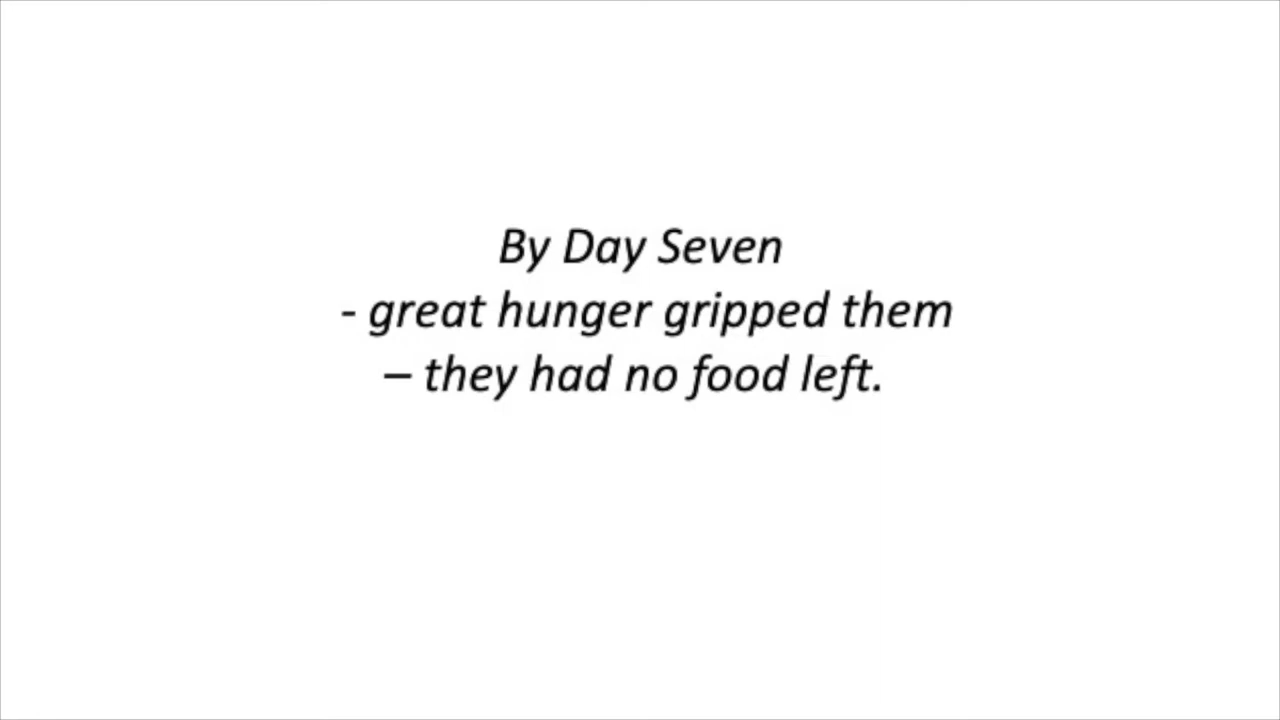 By Day Seven
- great hunger gripped them
– they had no food left.